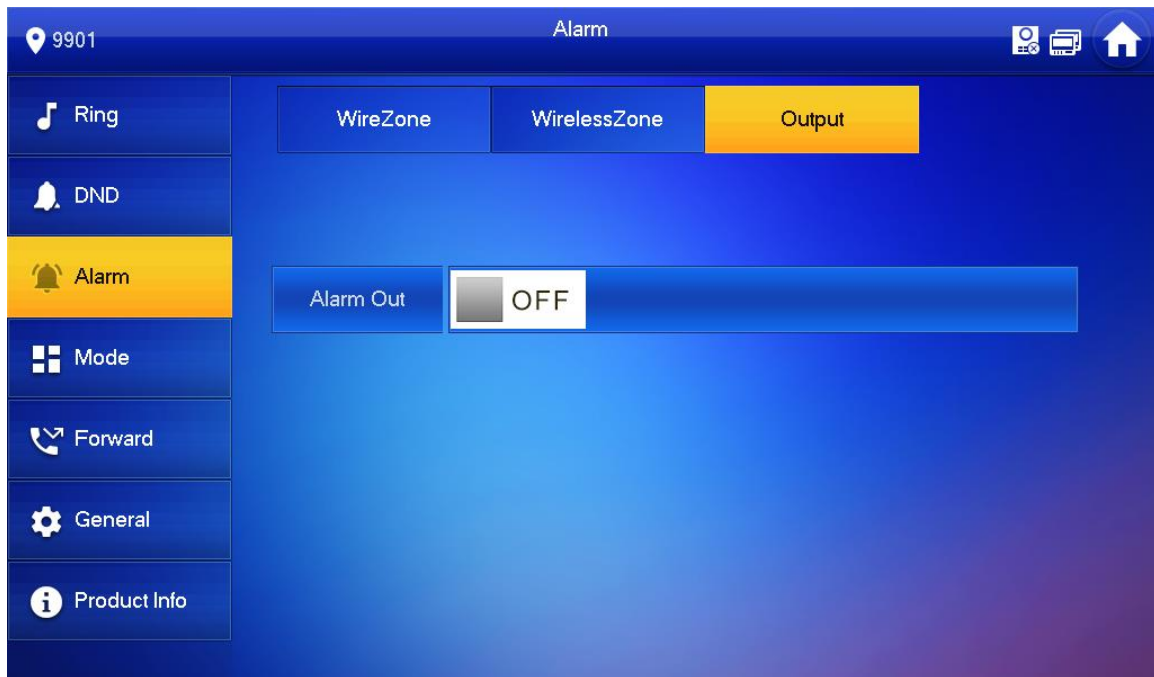 9901
Alarm
Ring
DND
Alarm
Mode
Forward
General
Product Info
WireZone
WirelessZone
Output
Alarm Out
OFF